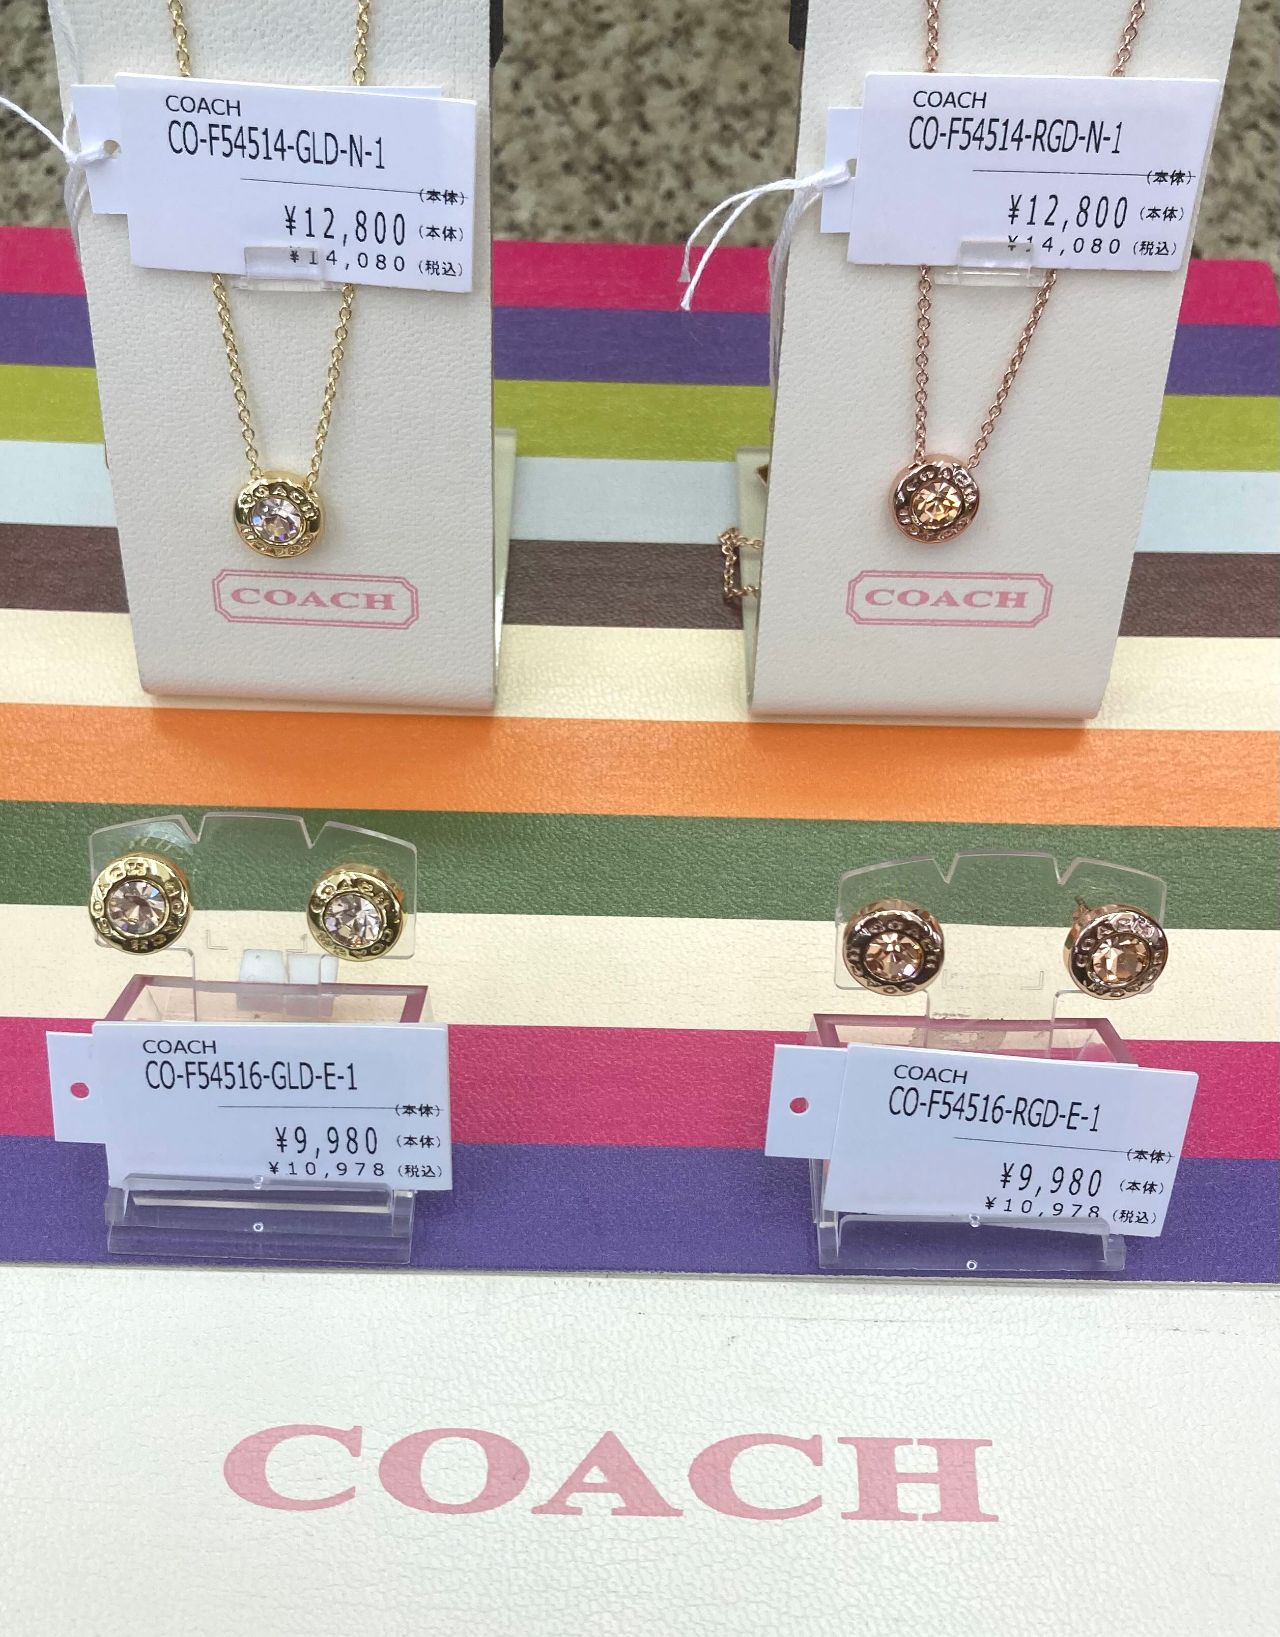 COACH
CO-F54514-GLD-N-1
(本体)
¥12,800 (本体)
¥14,080 (税込)
COACH
CO-F54514-RGD-N-1
(本体)
¥12,800 (本体)
¥14,080 (税込)
COACH
COACH
COACH
COACH
COACH
CO-F54516-GLD-E-1
(本体)
¥9,980 (本体)
¥10,978 (税込)
COACH
CO-F54516-RGD-E-1
(本体)
¥9,980 (本体)
¥10,978 (税込)
COACH